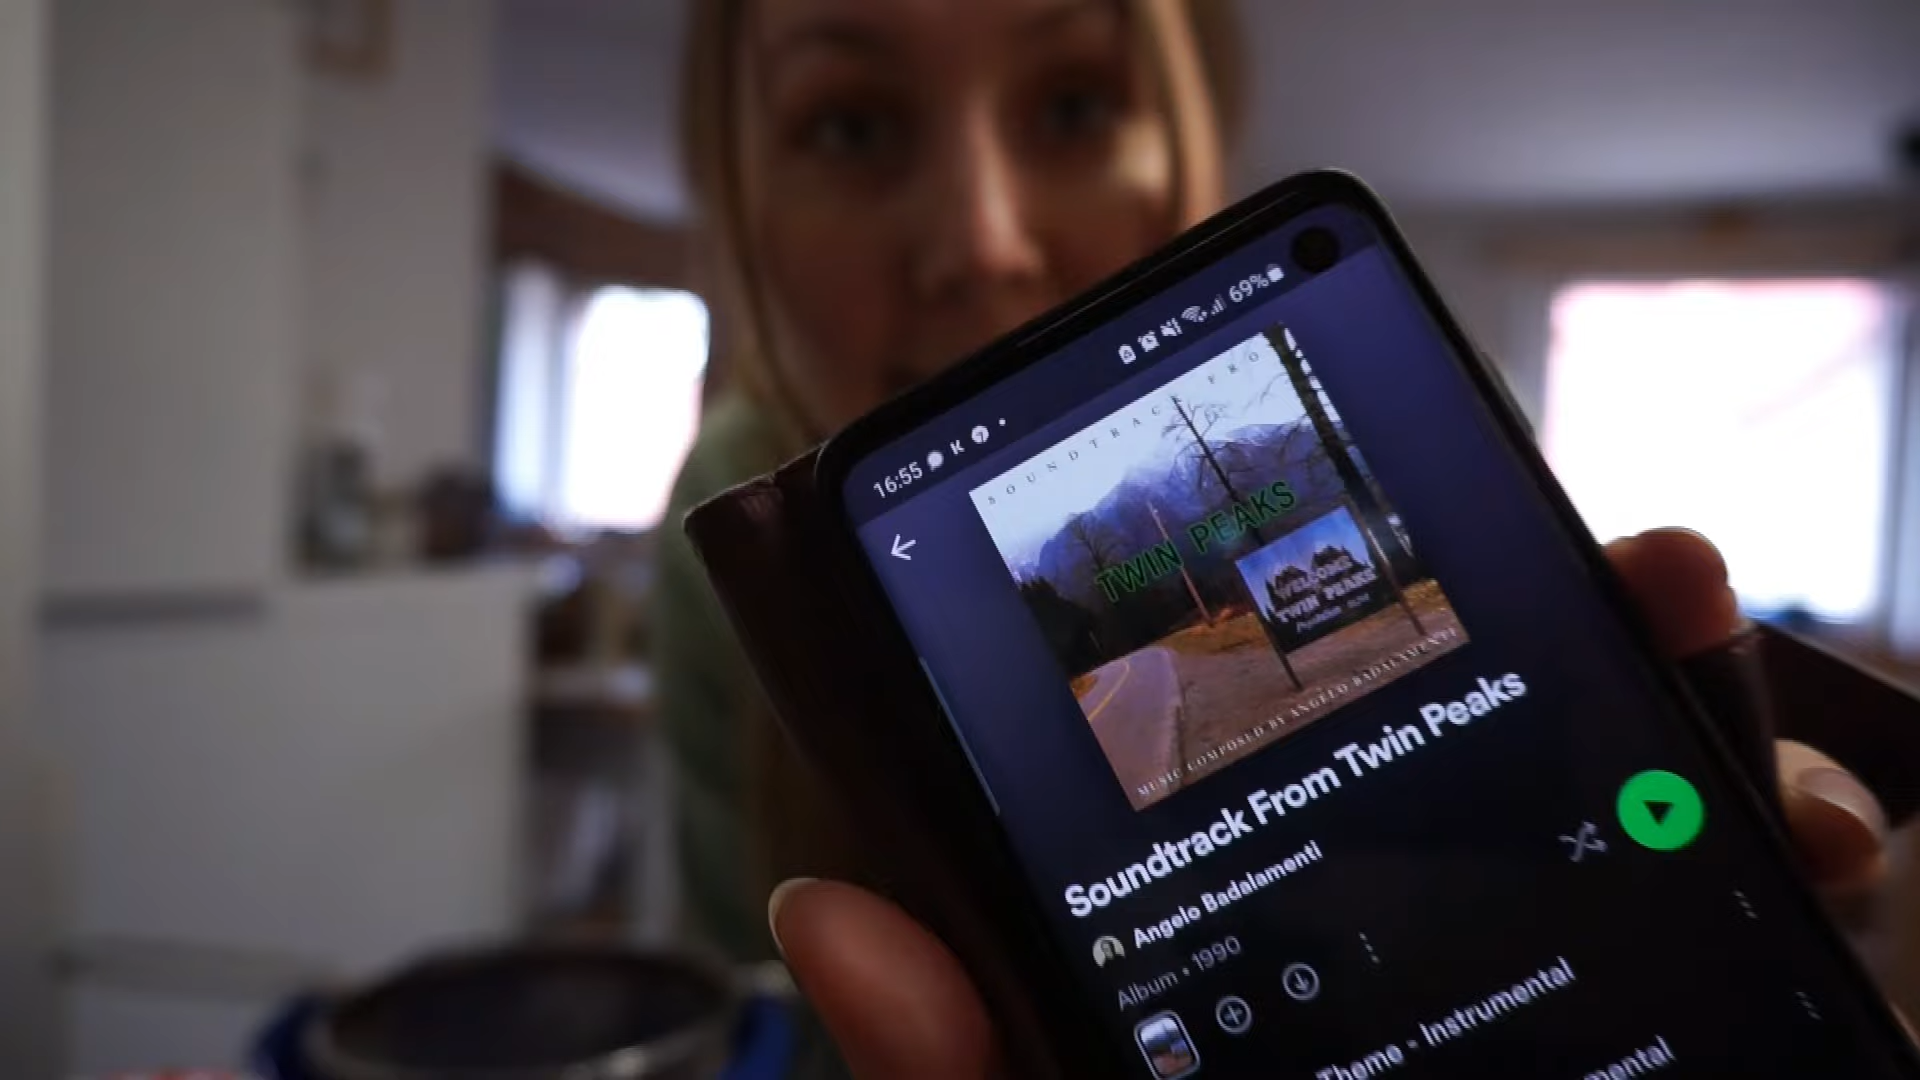 16:55 K
69%
SOUNDTRACK FRO
TWIN PEAKS
WELCOME
TWIN PEAKS
MUSIC COMPOSED BY ANGELO BADALAMENTI
Soundtrack From Twin Peaks
Angelo Badalamenti
Album • 1990
Theme - Instrumental
mental